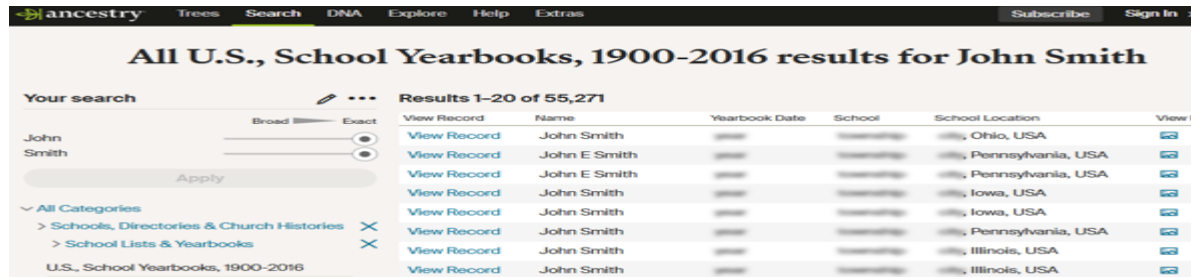 ancestry Trees Search DNA Explore Help Extras Subscribe Sign In
All U.S., School Yearbooks, 1900-2016 results for John Smith
Your search
Broad Exact
John
Smith
Apply
All Categories
> Schools, Directories & Church Histories
> School Lists & Yearbooks
U.S., School Yearbooks, 1900-2016
Results 1–20 of 55,271
View Record Name Yearbook Date School School Location View
View Record John Smith , Ohio, USA
View Record John E Smith , Pennsylvania, USA
View Record John E Smith , Pennsylvania, USA
View Record John Smith , Iowa, USA
View Record John Smith , Iowa, USA
View Record John Smith , Pennsylvania, USA
View Record John Smith , Illinois, USA
View Record John Smith , Illinois, USA